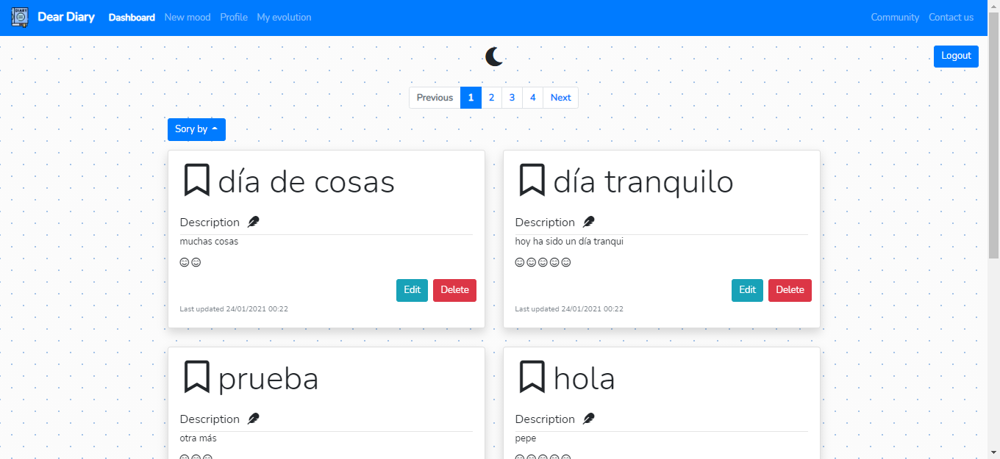 DIARY
Dear Diary Dashboard New mood Profile My evolution Community Contact us
Logout
Previous 1 2 3 4 Next
Sory by
día de cosas
Description
muchas cosas
Edit Delete
Last updated 24/01/2021 00:22
día tranquilo
Description
hoy ha sido un día tranqui
Edit Delete
Last updated 24/01/2021 00:22
prueba
Description
otra más
hola
Description
pepe